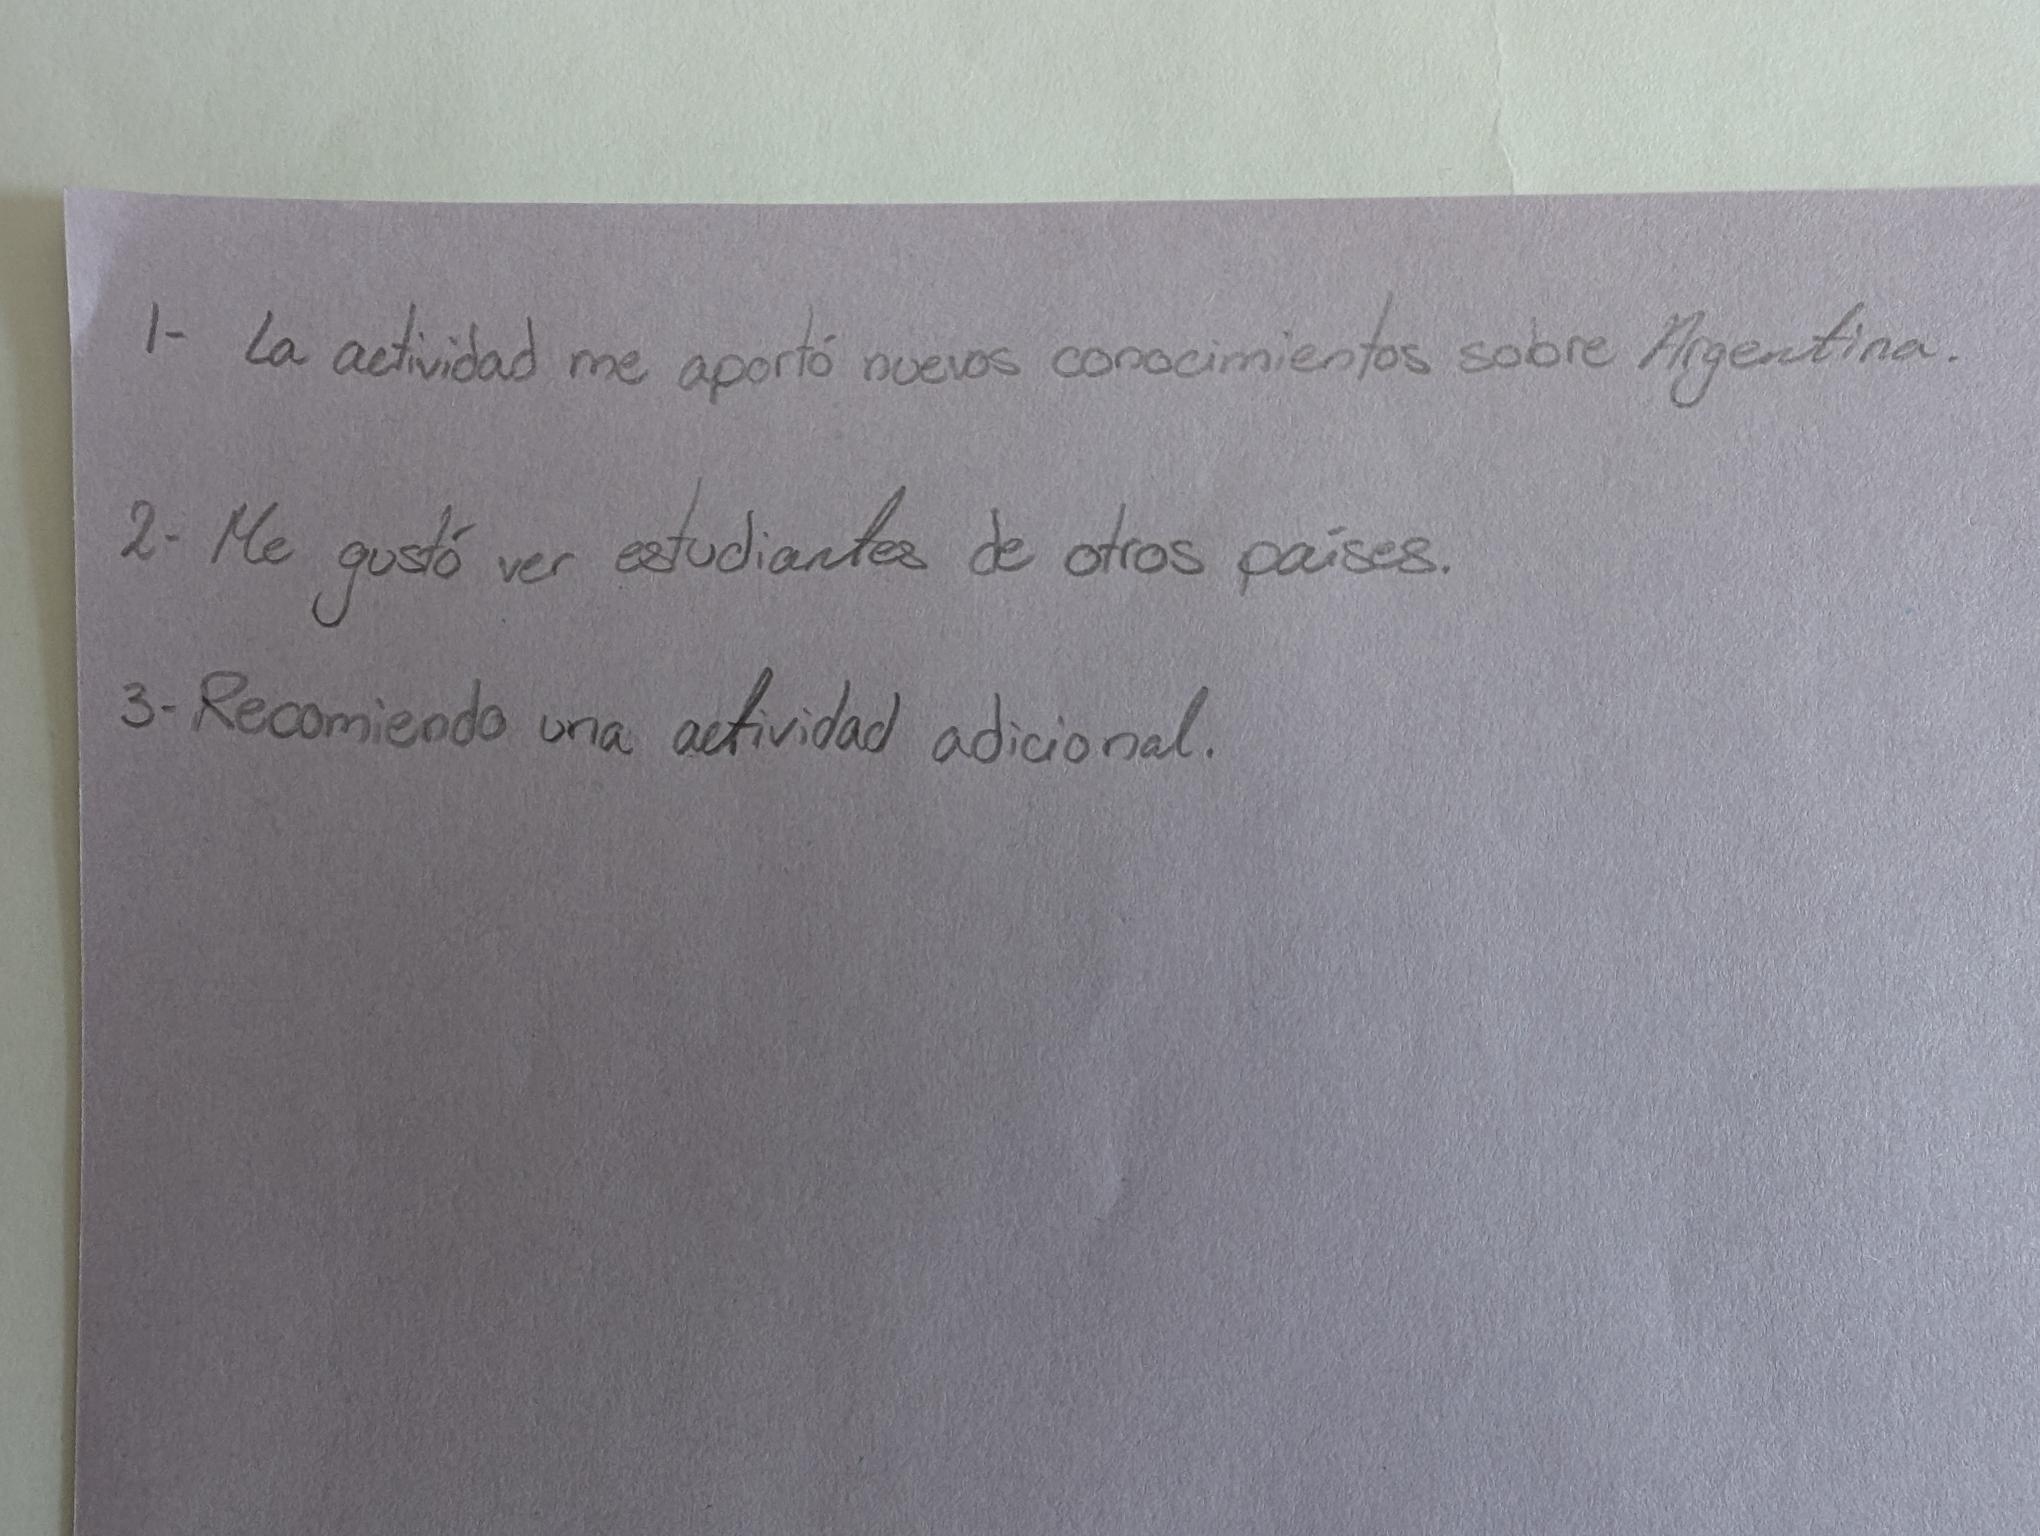 1- La actividad me aportó nuevos conocimientos sobre Argentina.
2- Me gustó ver estudiantes de otros países.
3- Recomiendo una actividad adicional.